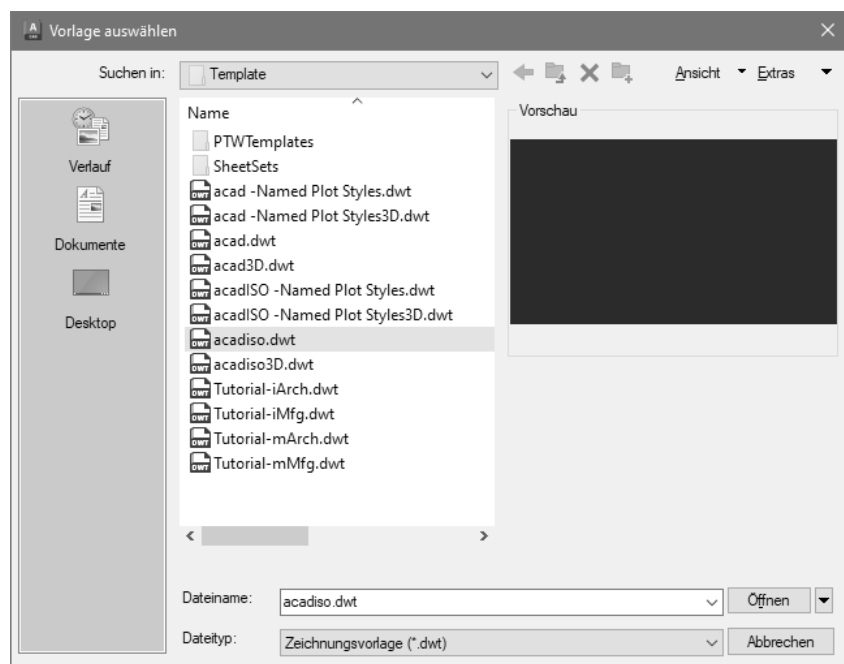 Vorlage auswählen
Suchen in:
Template
Ansicht
Extras
Verlauf
Dokumente
Desktop
Name
PTWTemplates
SheetSets
acad -Named Plot Styles.dwt
acad -Named Plot Styles3D.dwt
acad.dwt
acad3D.dwt
acadISO -Named Plot Styles.dwt
acadISO -Named Plot Styles3D.dwt
acadiso.dwt
acadiso3D.dwt
Tutorial-iArch.dwt
Tutorial-iMfg.dwt
Tutorial-mArch.dwt
Tutorial-mMfg.dwt
Vorschau
Dateiname:
acadiso.dwt
Öffnen
Dateityp:
Zeichnungsvorlage (*.dwt)
Abbrechen